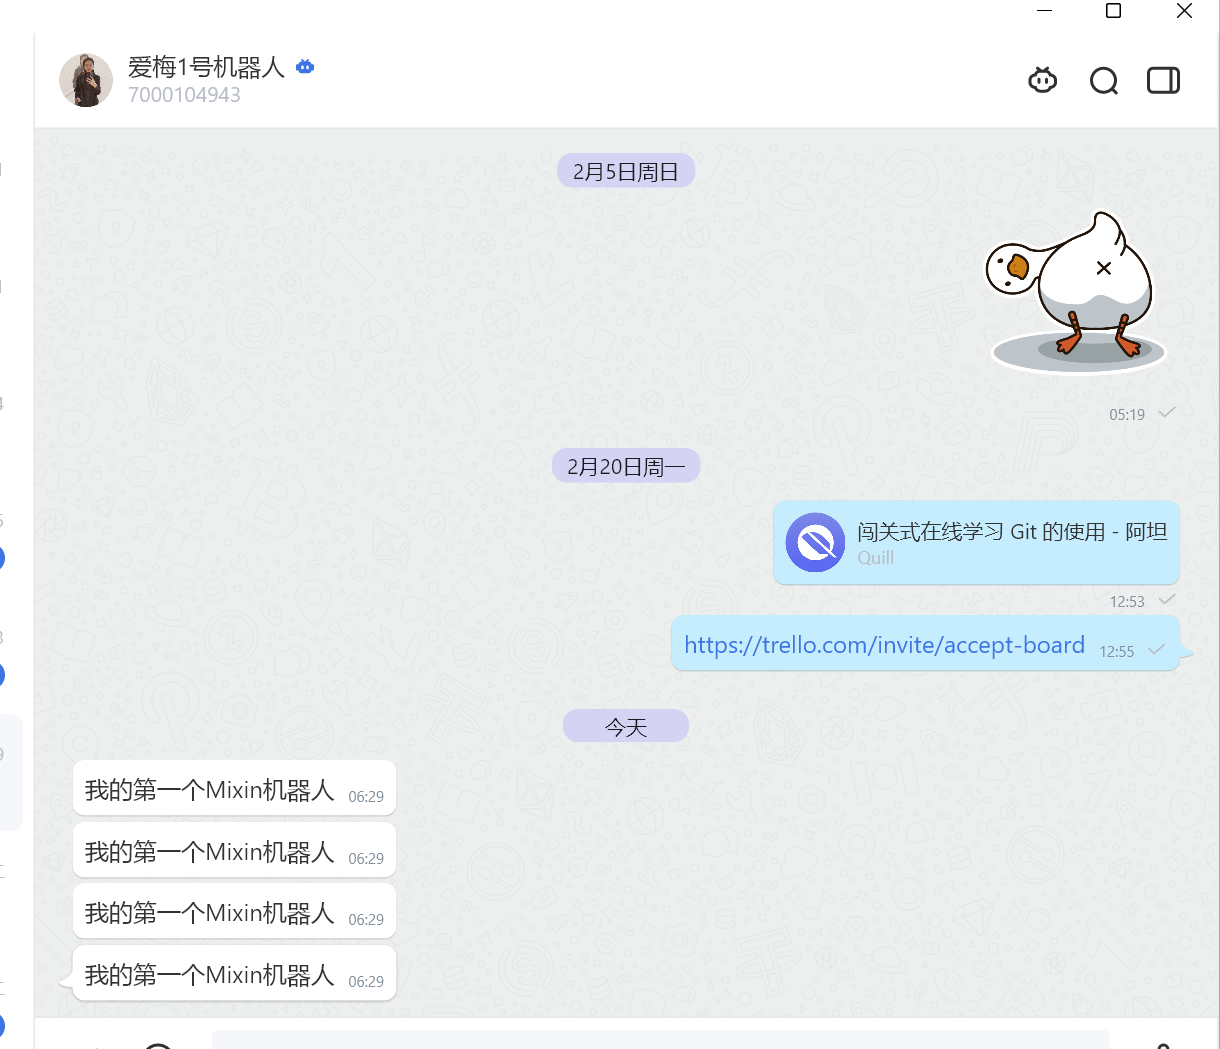 爱梅1号机器人
7000104943
2月5日周日
05:19
2月20日周一
闯关式在线学习 Git 的使用 - 阿坦
Quill
12:53
https://trello.com/invite/accept-board 12:55
今天
我的第一个Mixin机器人 06:29
我的第一个Mixin机器人 06:29
我的第一个Mixin机器人 06:29
我的第一个Mixin机器人 06:29